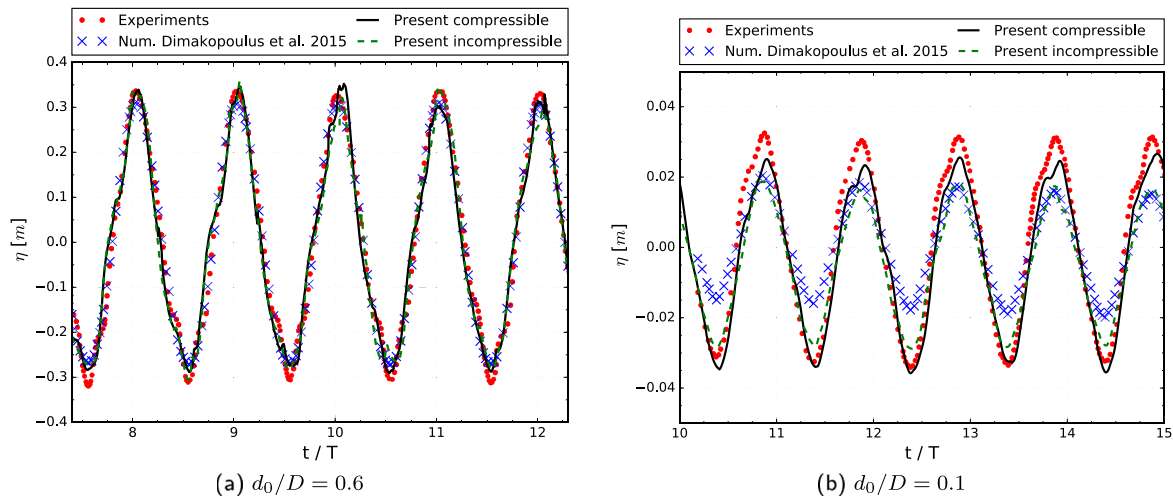 Experiments
Num. Dimakopoulus et al. 2015
Present compressible
Present incompressible
0.4
0.3
0.2
0.1
0.0
−0.1
−0.2
−0.3
−0.4
η [m]
8
9
10
11
12
t / T
(a) d₀/D = 0.6
Experiments
Num. Dimakopoulus et al. 2015
Present compressible
Present incompressible
0.04
0.02
0.00
−0.02
−0.04
η [m]
10
11
12
13
14
15
t / T
(b) d₀/D = 0.1